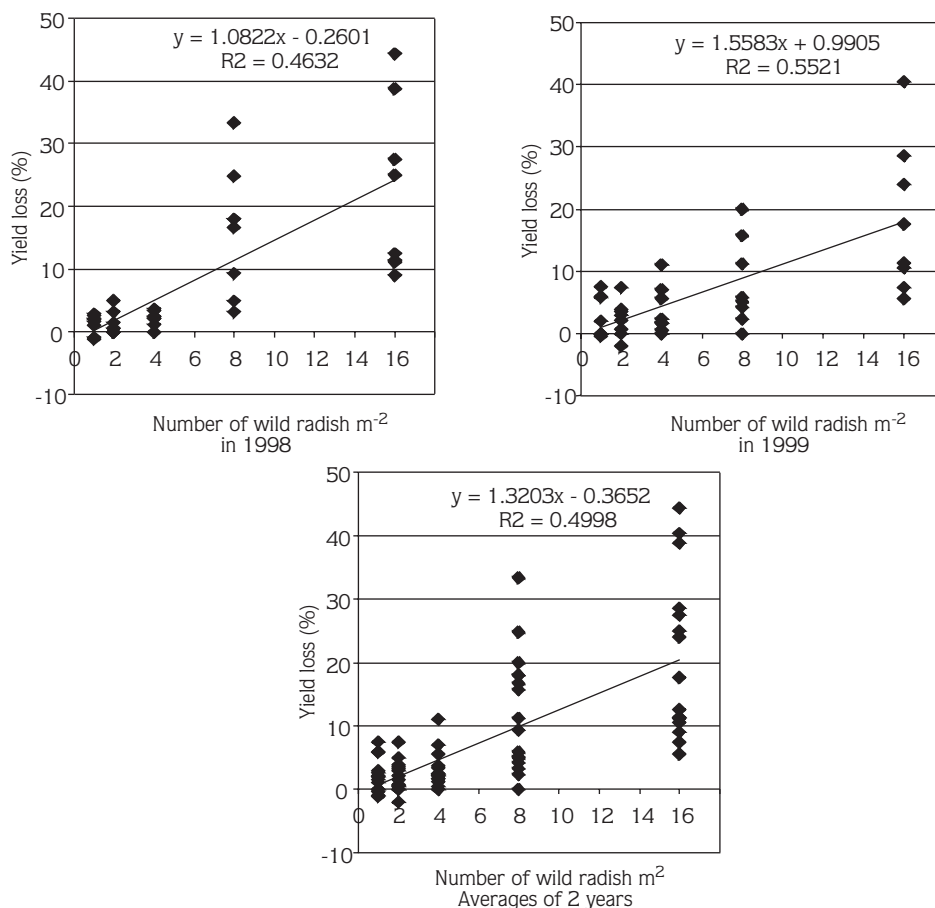 y = 1.0822x - 0.2601
R2 = 0.4632
Yield loss (%)
50
40
30
20
10
0
-10
0 2 4 6 8 10 12 14 16
Number of wild radish m-2
in 1998
y = 1.5583x + 0.9905
R2 = 0.5521
Yield loss (%)
50
40
30
20
10
0
-10
0 2 4 6 8 10 12 14 16
Number of wild radish m-2
in 1999
y = 1.3203x - 0.3652
R2 = 0.4998
Yield loss (%)
50
40
30
20
10
0
-10
0 2 4 6 8 10 12 14 16
Number of wild radish m2
Averages of 2 years